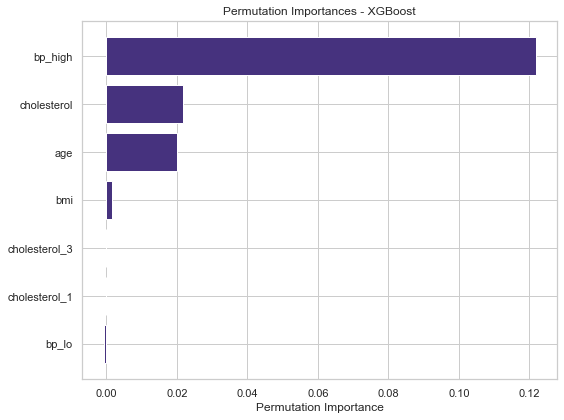 Permutation Importances - XGBoost
bp_high
cholesterol
age
bmi
cholesterol_3
cholesterol_1
bp_lo
0.00 0.02 0.04 0.06 0.08 0.10 0.12
Permutation Importance